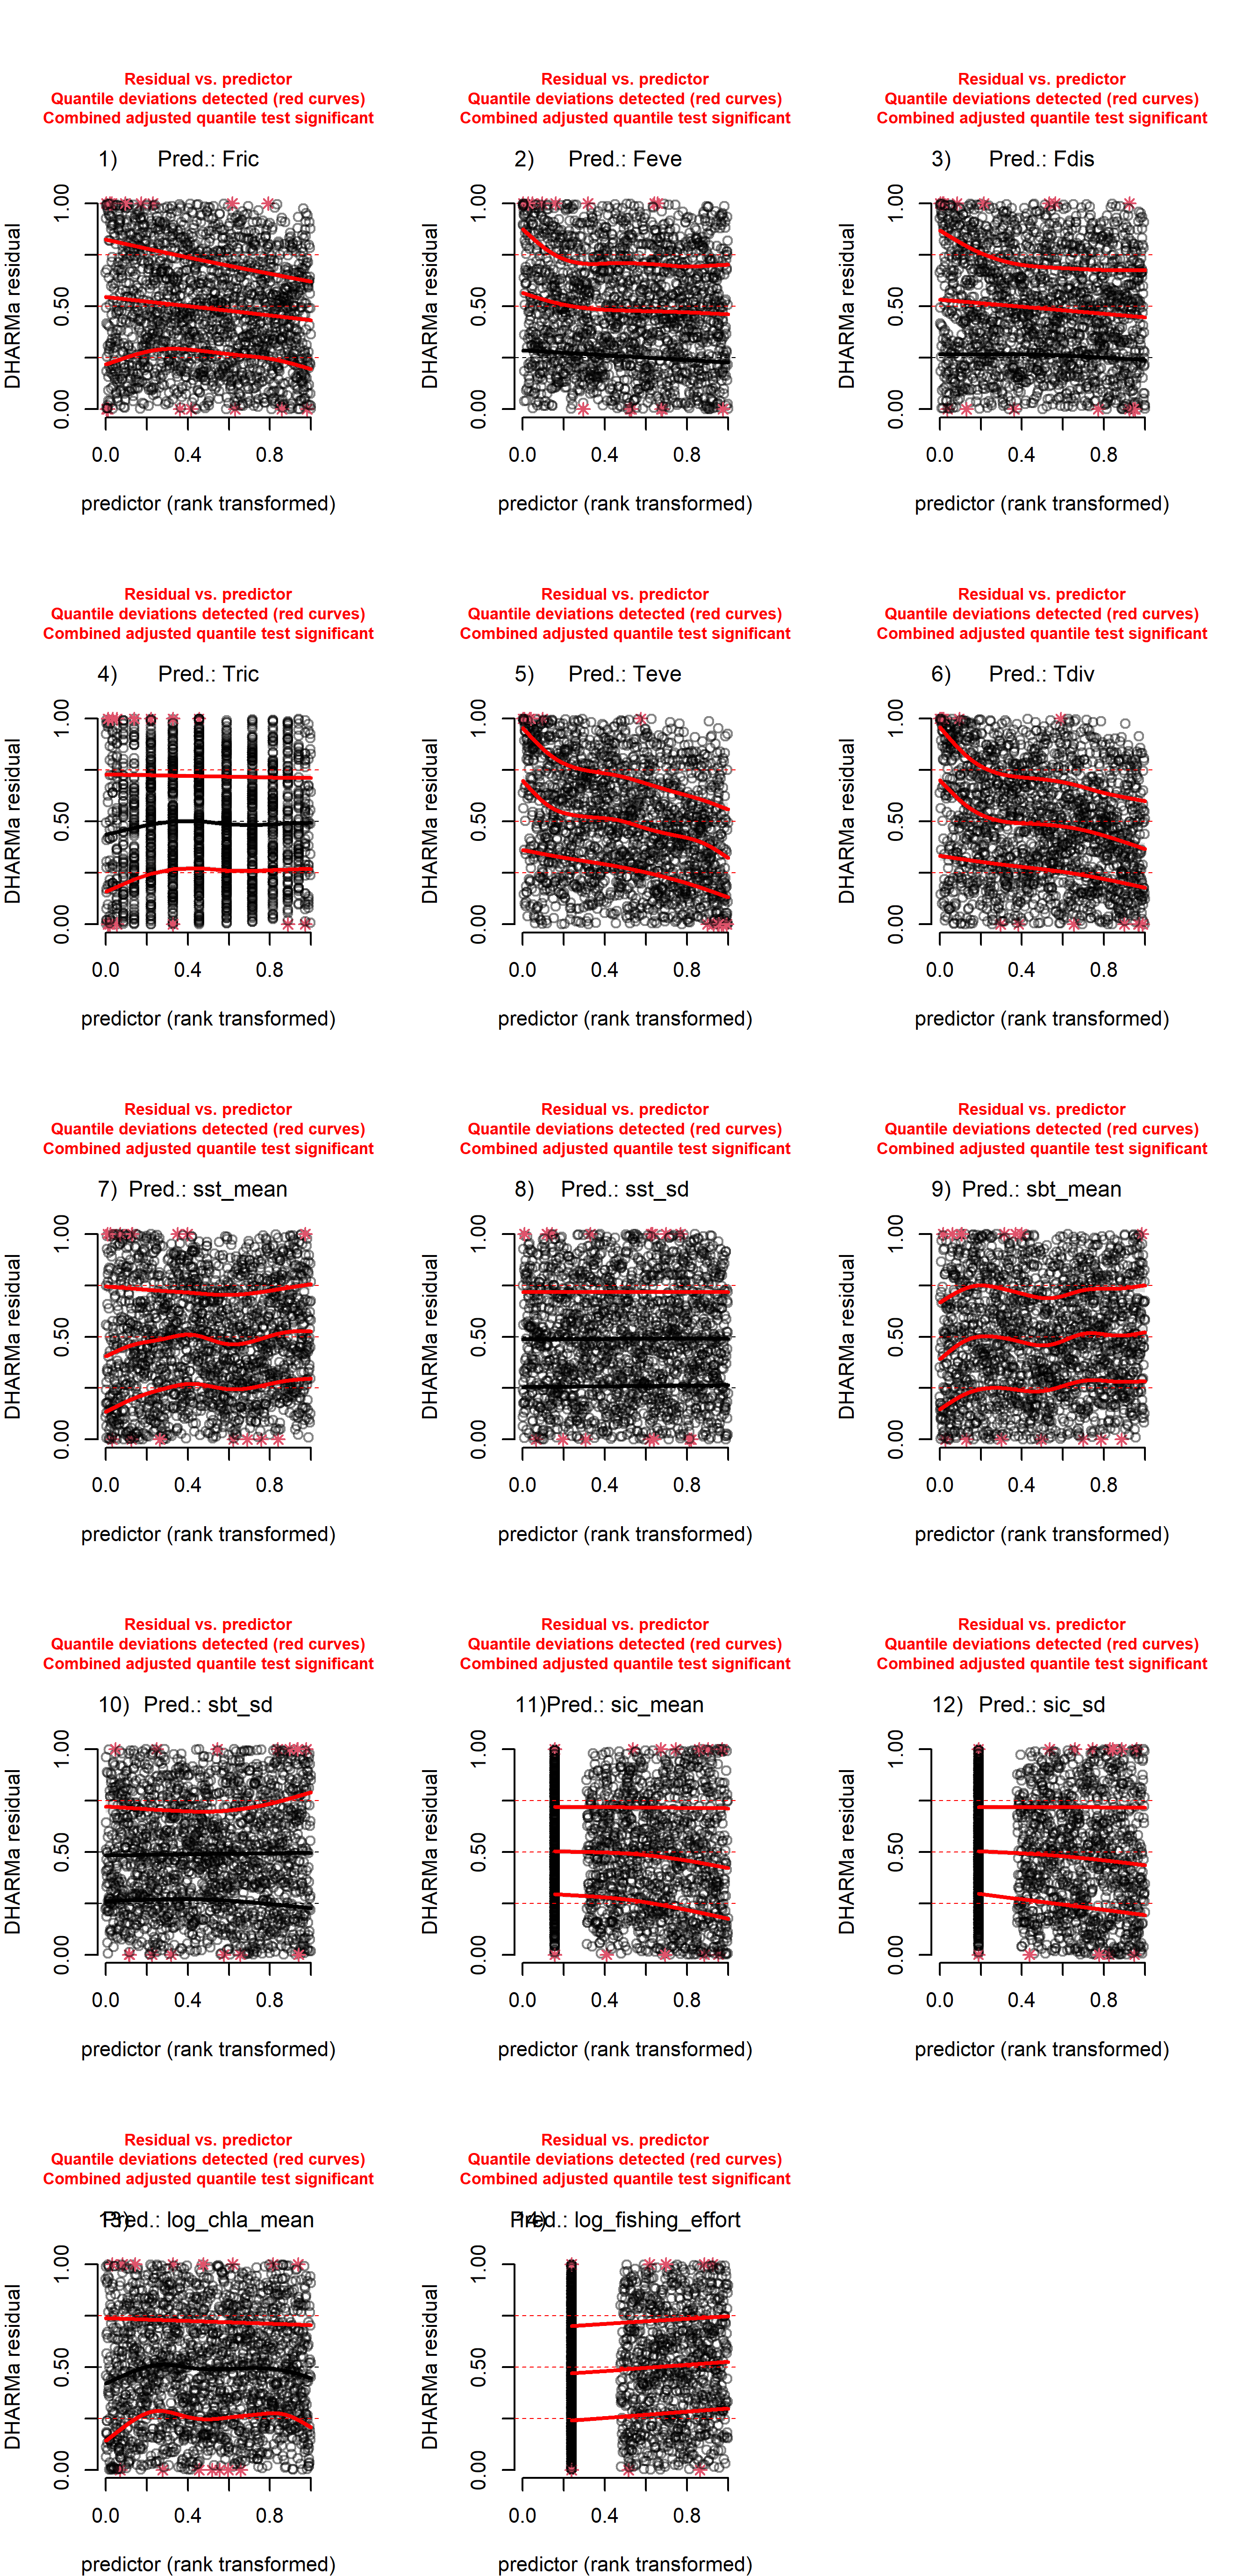 Residual vs. predictor
Quantile deviations detected (red curves)
Combined adjusted quantile test significant
1) Pred.: Fric
DHARMa residual
0.00 0.50 1.00
0.0 0.4 0.8
predictor (rank transformed)
Residual vs. predictor
Quantile deviations detected (red curves)
Combined adjusted quantile test significant
2) Pred.: Feve
DHARMa residual
0.00 0.50 1.00
0.0 0.4 0.8
predictor (rank transformed)
Residual vs. predictor
Quantile deviations detected (red curves)
Combined adjusted quantile test significant
3) Pred.: Fdis
DHARMa residual
0.00 0.50 1.00
0.0 0.4 0.8
predictor (rank transformed)
Residual vs. predictor
Quantile deviations detected (red curves)
Combined adjusted quantile test significant
4) Pred.: Tric
DHARMa residual
0.00 0.50 1.00
0.0 0.4 0.8
predictor (rank transformed)
Residual vs. predictor
Quantile deviations detected (red curves)
Combined adjusted quantile test significant
5) Pred.: Teve
DHARMa residual
0.00 0.50 1.00
0.0 0.4 0.8
predictor (rank transformed)
Residual vs. predictor
Quantile deviations detected (red curves)
Combined adjusted quantile test significant
6) Pred.: Tdiv
DHARMa residual
0.00 0.50 1.00
0.0 0.4 0.8
predictor (rank transformed)
Residual vs. predictor
Quantile deviations detected (red curves)
Combined adjusted quantile test significant
7) Pred.: sst_mean
DHARMa residual
0.00 0.50 1.00
0.0 0.4 0.8
predictor (rank transformed)
Residual vs. predictor
Quantile deviations detected (red curves)
Combined adjusted quantile test significant
8) Pred.: sst_sd
DHARMa residual
0.00 0.50 1.00
0.0 0.4 0.8
predictor (rank transformed)
Residual vs. predictor
Quantile deviations detected (red curves)
Combined adjusted quantile test significant
9) Pred.: sbt_mean
DHARMa residual
0.00 0.50 1.00
0.0 0.4 0.8
predictor (rank transformed)
Residual vs. predictor
Quantile deviations detected (red curves)
Combined adjusted quantile test significant
10) Pred.: sbt_sd
DHARMa residual
0.00 0.50 1.00
0.0 0.4 0.8
predictor (rank transformed)
Residual vs. predictor
Quantile deviations detected (red curves)
Combined adjusted quantile test significant
11) Pred.: sic_mean
DHARMa residual
0.00 0.50 1.00
0.0 0.4 0.8
predictor (rank transformed)
Residual vs. predictor
Quantile deviations detected (red curves)
Combined adjusted quantile test significant
12) Pred.: sic_sd
DHARMa residual
0.00 0.50 1.00
0.0 0.4 0.8
predictor (rank transformed)
Residual vs. predictor
Quantile deviations detected (red curves)
Combined adjusted quantile test significant
13) Pred.: log_chla_mean
DHARMa residual
0.00 0.50 1.00
0.0 0.4 0.8
predictor (rank transformed)
Residual vs. predictor
Quantile deviations detected (red curves)
Combined adjusted quantile test significant
14) Pred.: log_fishing_effort
DHARMa residual
0.00 0.50 1.00
0.0 0.4 0.8
predictor (rank transformed)